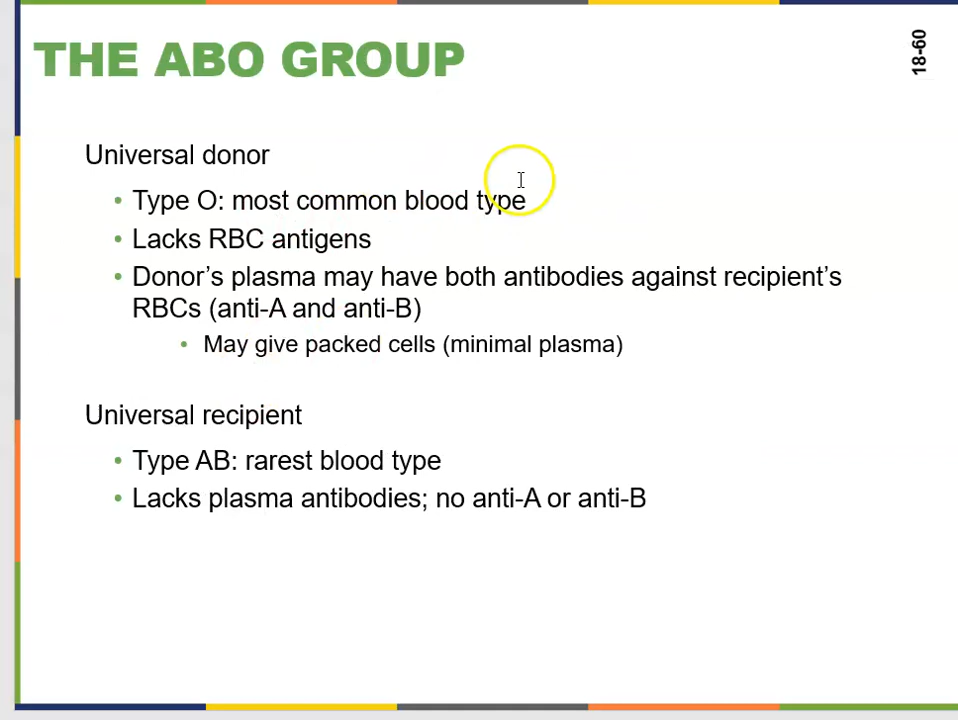 THE ABO GROUP
18-60
Universal donor
• Type O: most common blood type
• Lacks RBC antigens
• Donor’s plasma may have both antibodies against recipient’s
RBCs (anti-A and anti-B)
• May give packed cells (minimal plasma)
Universal recipient
• Type AB: rarest blood type
• Lacks plasma antibodies; no anti-A or anti-B